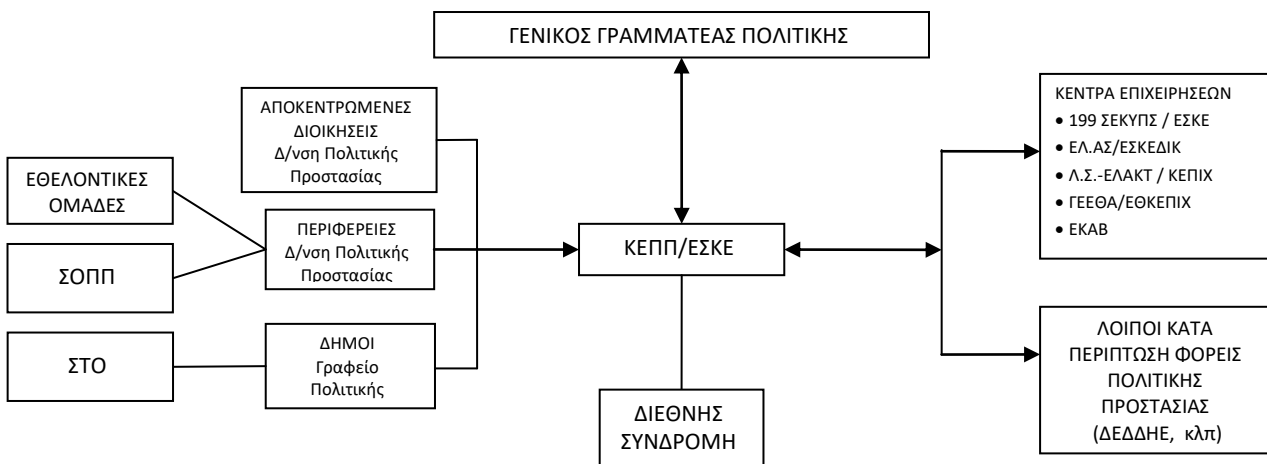 ΓΕΝΙΚΟΣ ΓΡΑΜΜΑΤΕΑΣ ΠΟΛΙΤΙΚΗΣ
ΑΠΟΚΕΝΤΡΩΜΕΝΕΣ
ΔΙΟΙΚΗΣΕΙΣ
Δ/νση Πολιτικής
Προστασίας
ΕΘΕΛΟΝΤΙΚΕΣ
ΟΜΑΔΕΣ
ΣΟΠΠ
ΠΕΡΙΦΕΡΕΙΕΣ
Δ/νση Πολιτικής
Προστασίας
ΣΤΟ
ΔΗΜΟΙ
Γραφείο
Πολιτικής
ΚΕΠΠ/ΕΣΚΕ
ΔΙΕΘΝΗΣ
ΣΥΝΔΡΟΜΗ
ΚΕΝΤΡΑ ΕΠΙΧΕΙΡΗΣΕΩΝ
• 199 ΣΕΚΥΠΣ / ΕΣΚΕ
• ΕΛ.ΑΣ/ΕΣΚΕΔΙΚ
• Λ.Σ.-ΕΛΑΚΤ / ΚΕΠΙΧ
• ΓΕΕΘΑ/ΕΘΚΕΠΙΧ
• ΕΚΑΒ
ΛΟΙΠΟΙ ΚΑΤΑ
ΠΕΡΙΠΤΩΣΗ ΦΟΡΕΙΣ
ΠΟΛΙΤΙΚΗΣ
ΠΡΟΣΤΑΣΙΑΣ
(ΔΕΔΔΗΕ, κλπ)